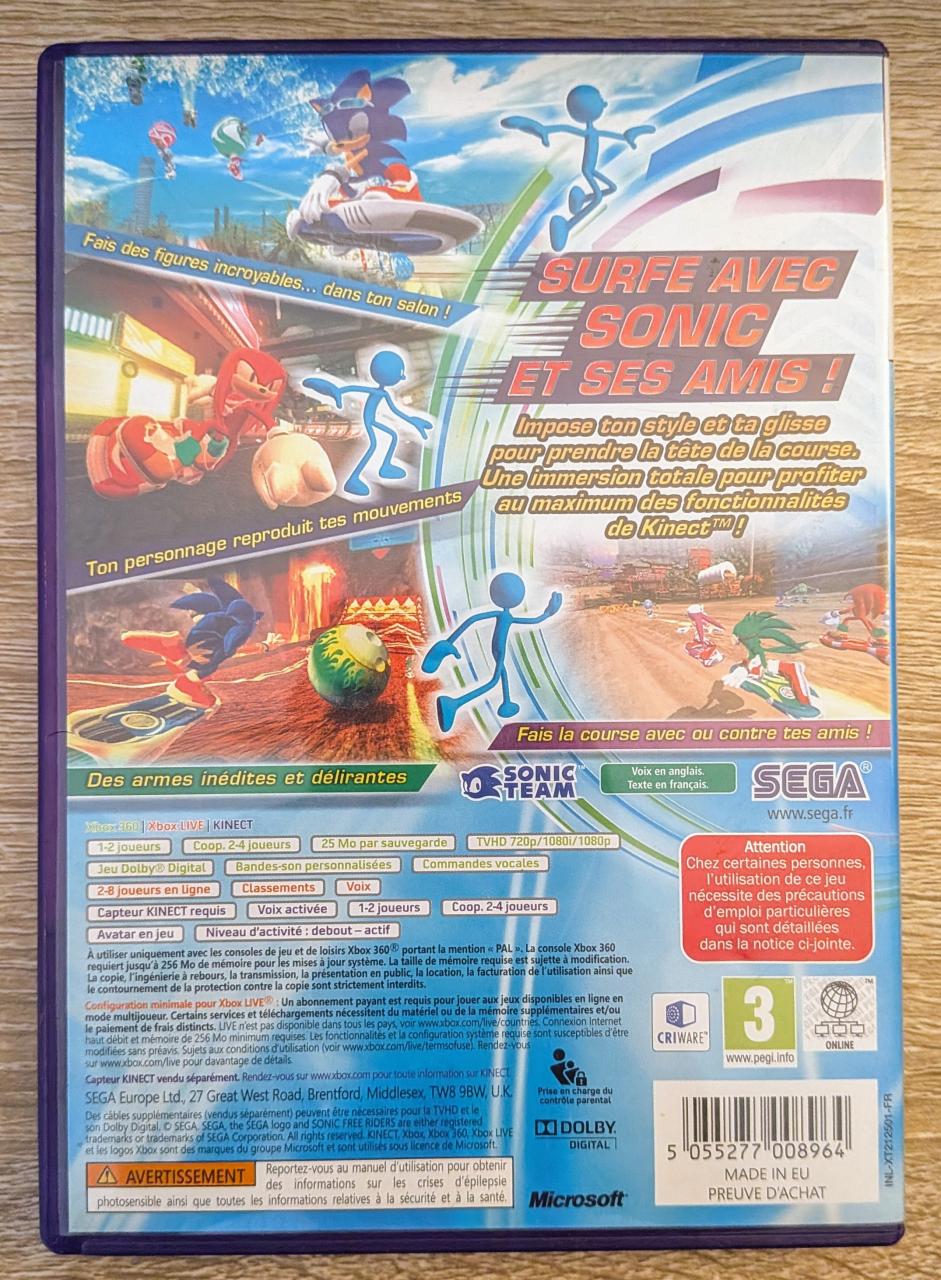 Fais des figures incroyables... dans ton salon !
SURFE AVEC
SONIC
ET SES AMIS !
Impose ton style et ta glisse
pour prendre la tête de la course.
Une immersion totale pour profiter
au maximum des fonctionnalités
de Kinect™ !
Ton personnage reproduit tes mouvements
Fais la course avec ou contre tes amis !
Des armes inédites et délirantes
SONIC
TEAM™
Voix en anglais.
Texte en français.
SEGA®
www.sega.fr
Xbox 360 | Xbox LIVE | KINECT
1-2 joueurs
Coop. 2-4 joueurs
25 Mo par sauvegarde
TVHD 720p/1080i/1080p
Jeu Dolby® Digital
Bandes-son personnalisées
Commandes vocales
2-8 joueurs en ligne
Classements
Voix
Capteur KINECT requis
Voix activée
1-2 joueurs
Coop. 2-4 joueurs
Avatar en jeu
Niveau d'activité : debout – actif
Attention
Chez certaines personnes,
l'utilisation de ce jeu
nécessite des précautions
d'emploi particulières
qui sont détaillées
dans la notice ci-jointe.
À utiliser uniquement avec les consoles de jeu et de loisirs Xbox 360® portant la mention « PAL ». La console Xbox 360
requiert jusqu'à 256 Mo de mémoire pour les mises à jour système. La taille de mémoire requise est sujette à modification.
La copie, l'ingénierie à rebours, la transmission, la présentation en public, la location, la facturation de l'utilisation ainsi que
le contournement de la protection contre la copie sont strictement interdits.
Configuration minimale pour Xbox LIVE® : Un abonnement payant est requis pour jouer aux jeux disponibles en ligne en
mode multijoueur. Certains services et téléchargements nécessitent du matériel ou de la mémoire supplémentaires et/ou
le paiement de frais distincts. LIVE n'est pas disponible dans tous les pays, voir www.xbox.com/live/countries. Connexion Internet
haut débit et mémoire de 256 Mo minimum requises. Les fonctionnalités et la configuration système requise sont susceptibles d'être
modifiées sans préavis. Sujets aux conditions d'utilisation (voir www.xbox.com/live/termsofuse). Rendez-vous
sur www.xbox.com/live pour davantage de détails.
Capteur KINECT vendu séparément. Rendez-vous sur www.xbox.com pour toute information sur KINECT.
SEGA Europe Ltd., 27 Great West Road, Brentford, Middlesex, TW8 9BW, U.K.
Des câbles supplémentaires (vendus séparément) peuvent être nécessaires pour la TVHD et le
son Dolby Digital. © SEGA. SEGA, the SEGA logo and SONIC FREE RIDERS are either registered
trademarks or trademarks of SEGA Corporation. All rights reserved. KINECT, Xbox, Xbox 360, Xbox LIVE
et les logos Xbox sont des marques du groupe Microsoft et sont utilisés sous licence de Microsoft.
AVERTISSEMENT
Reportez-vous au manuel d'utilisation pour obtenir
des informations sur les crises d'épilepsie
photosensible ainsi que toutes les informations relatives à la sécurité et à la santé.
CRIWARE™
3
www.pegi.info
ONLINE
Prise en charge du
contrôle parental
DOLBY
DIGITAL
Microsoft®
5 055277 008964
MADE IN EU
PREUVE D'ACHAT
INL-XT212501-FR